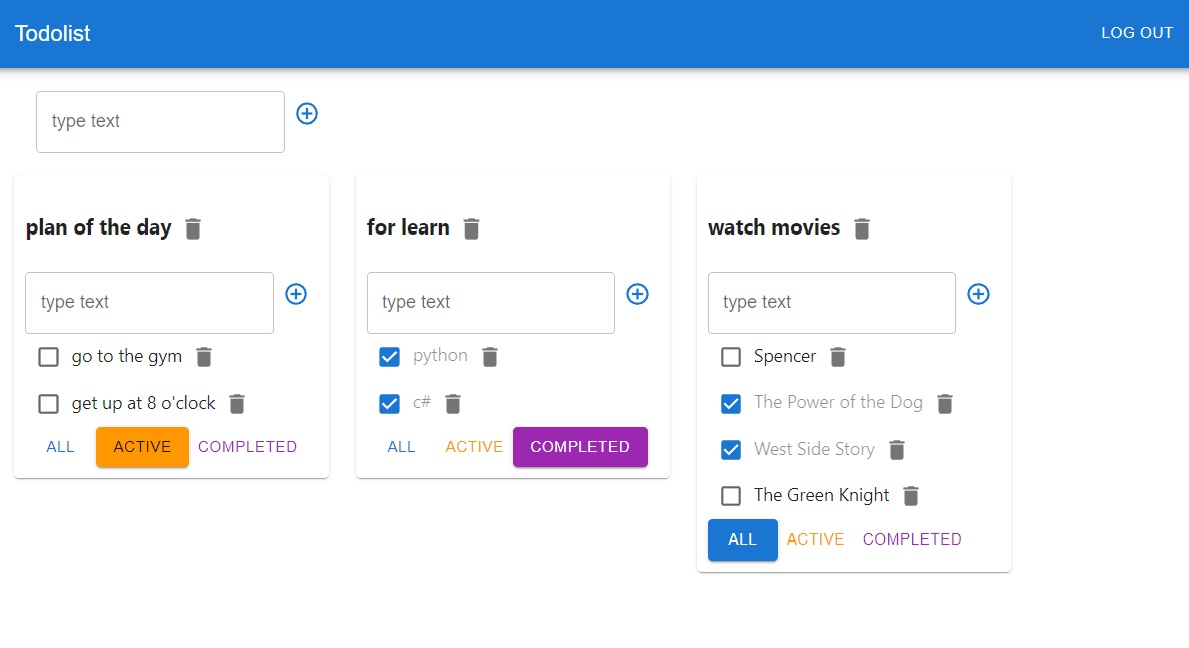 Todolist LOG OUT
type text
plan of the day
type text
go to the gym
get up at 8 o'clock
ALL ACTIVE COMPLETED
for learn
type text
python
c#
ALL ACTIVE COMPLETED
watch movies
type text
Spencer
The Power of the Dog
West Side Story
The Green Knight
ALL ACTIVE COMPLETED